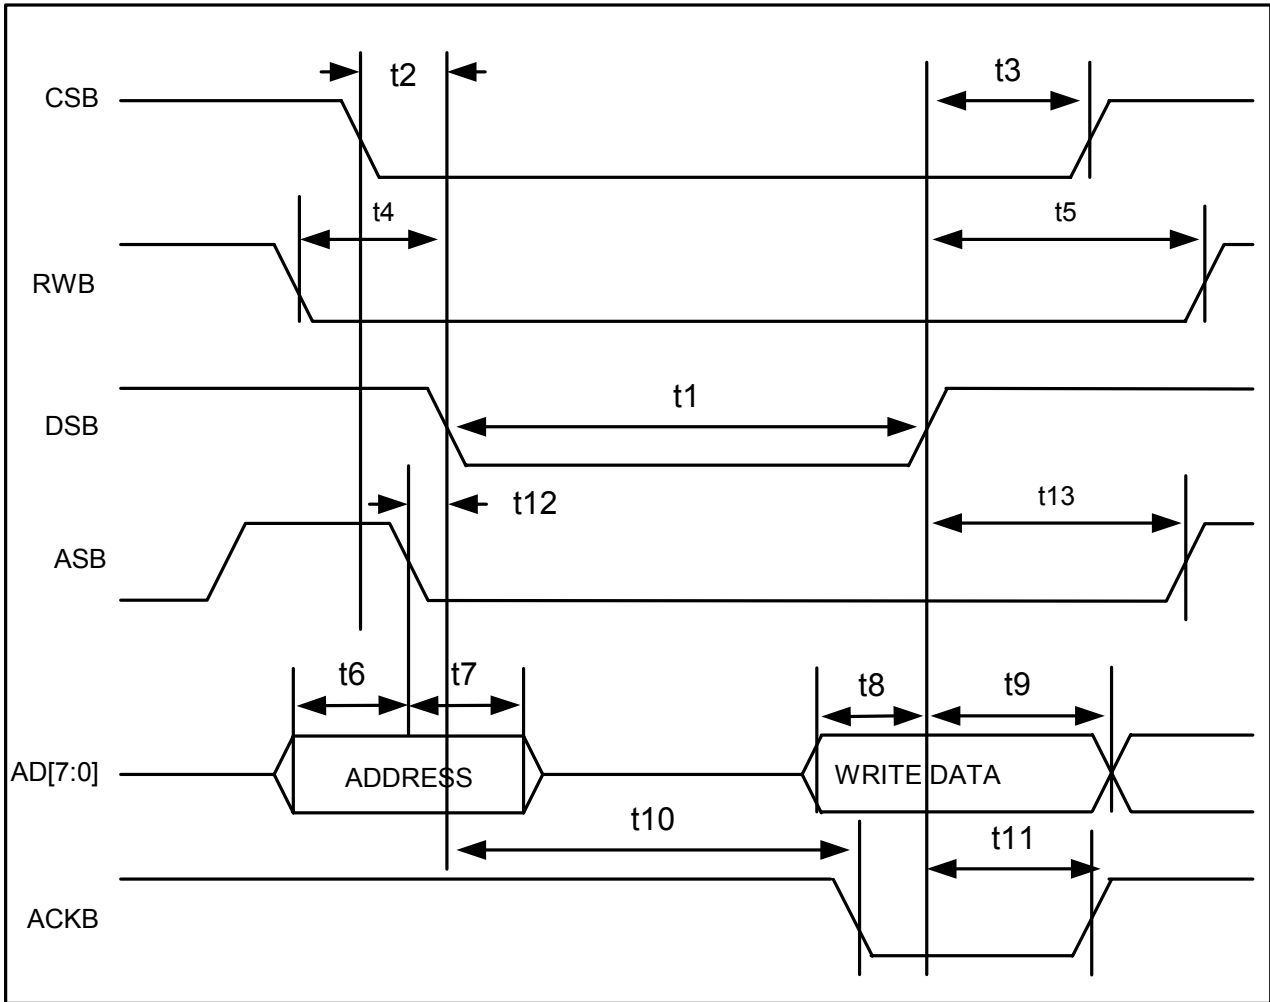 t2
t3
CSB
t4
t5
RWB
t1
DSB
t12
t13
ASB
t6
t7
t8
t9
AD[7:0]
ADDRESS
WRITE DATA
t10
t11
ACKB